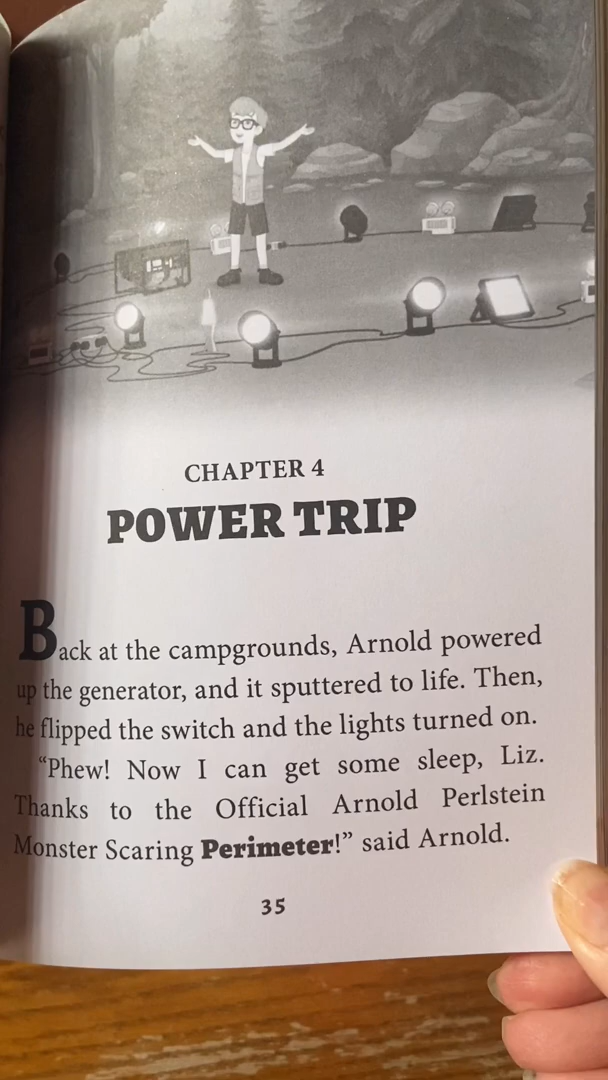 CHAPTER 4
POWER TRIP
Back at the campgrounds, Arnold powered
up the generator, and it sputtered to life. Then,
he flipped the switch and the lights turned on.
“Phew! Now I can get some sleep, Liz.
Thanks to the Official Arnold Perlstein
Monster Scaring Perimeter!” said Arnold.
35